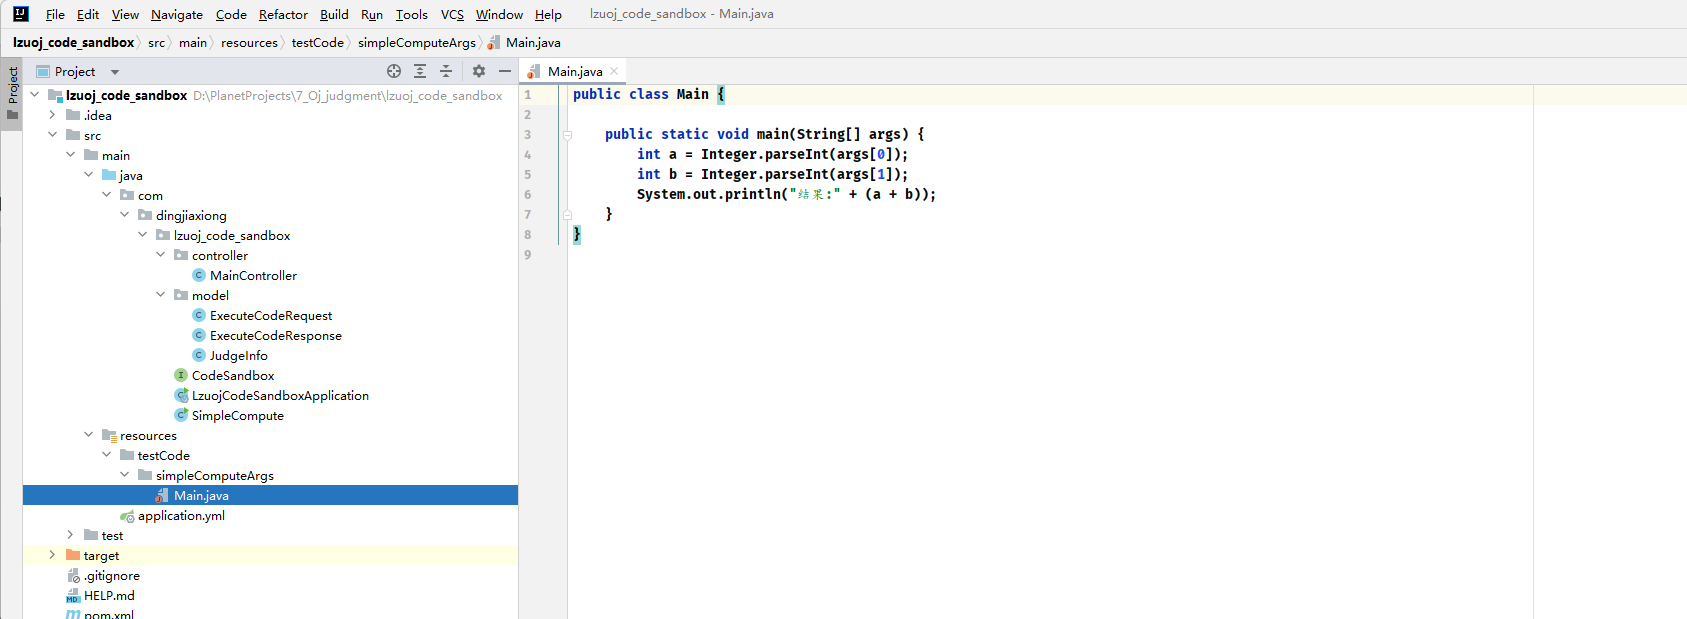 File Edit View Navigate Code Refactor Build Run Tools VCS Window Help lzuoj_code_sandbox - Main.java
lzuoj_code_sandbox src main resources testCode simpleComputeArgs Main.java
Project
Project
Main.java
lzuoj_code_sandbox D:\PlanetProjects\7_Oj_judgment\lzuoj_code_sandbox
.idea
src
main
java
com
dingjiaxiong
lzuoj_code_sandbox
controller
MainController
model
ExecuteCodeRequest
ExecuteCodeResponse
JudgeInfo
CodeSandbox
LzuojCodeSandboxApplication
SimpleCompute
resources
testCode
simpleComputeArgs
Main.java
application.yml
test
target
.gitignore
HELP.md
pom.xml
1 public class Main {
2
3 public static void main(String[] args) {
4 int a = Integer.parseInt(args[0]);
5 int b = Integer.parseInt(args[1]);
6 System.out.println("结果:" + (a + b));
7 }
8 }
9